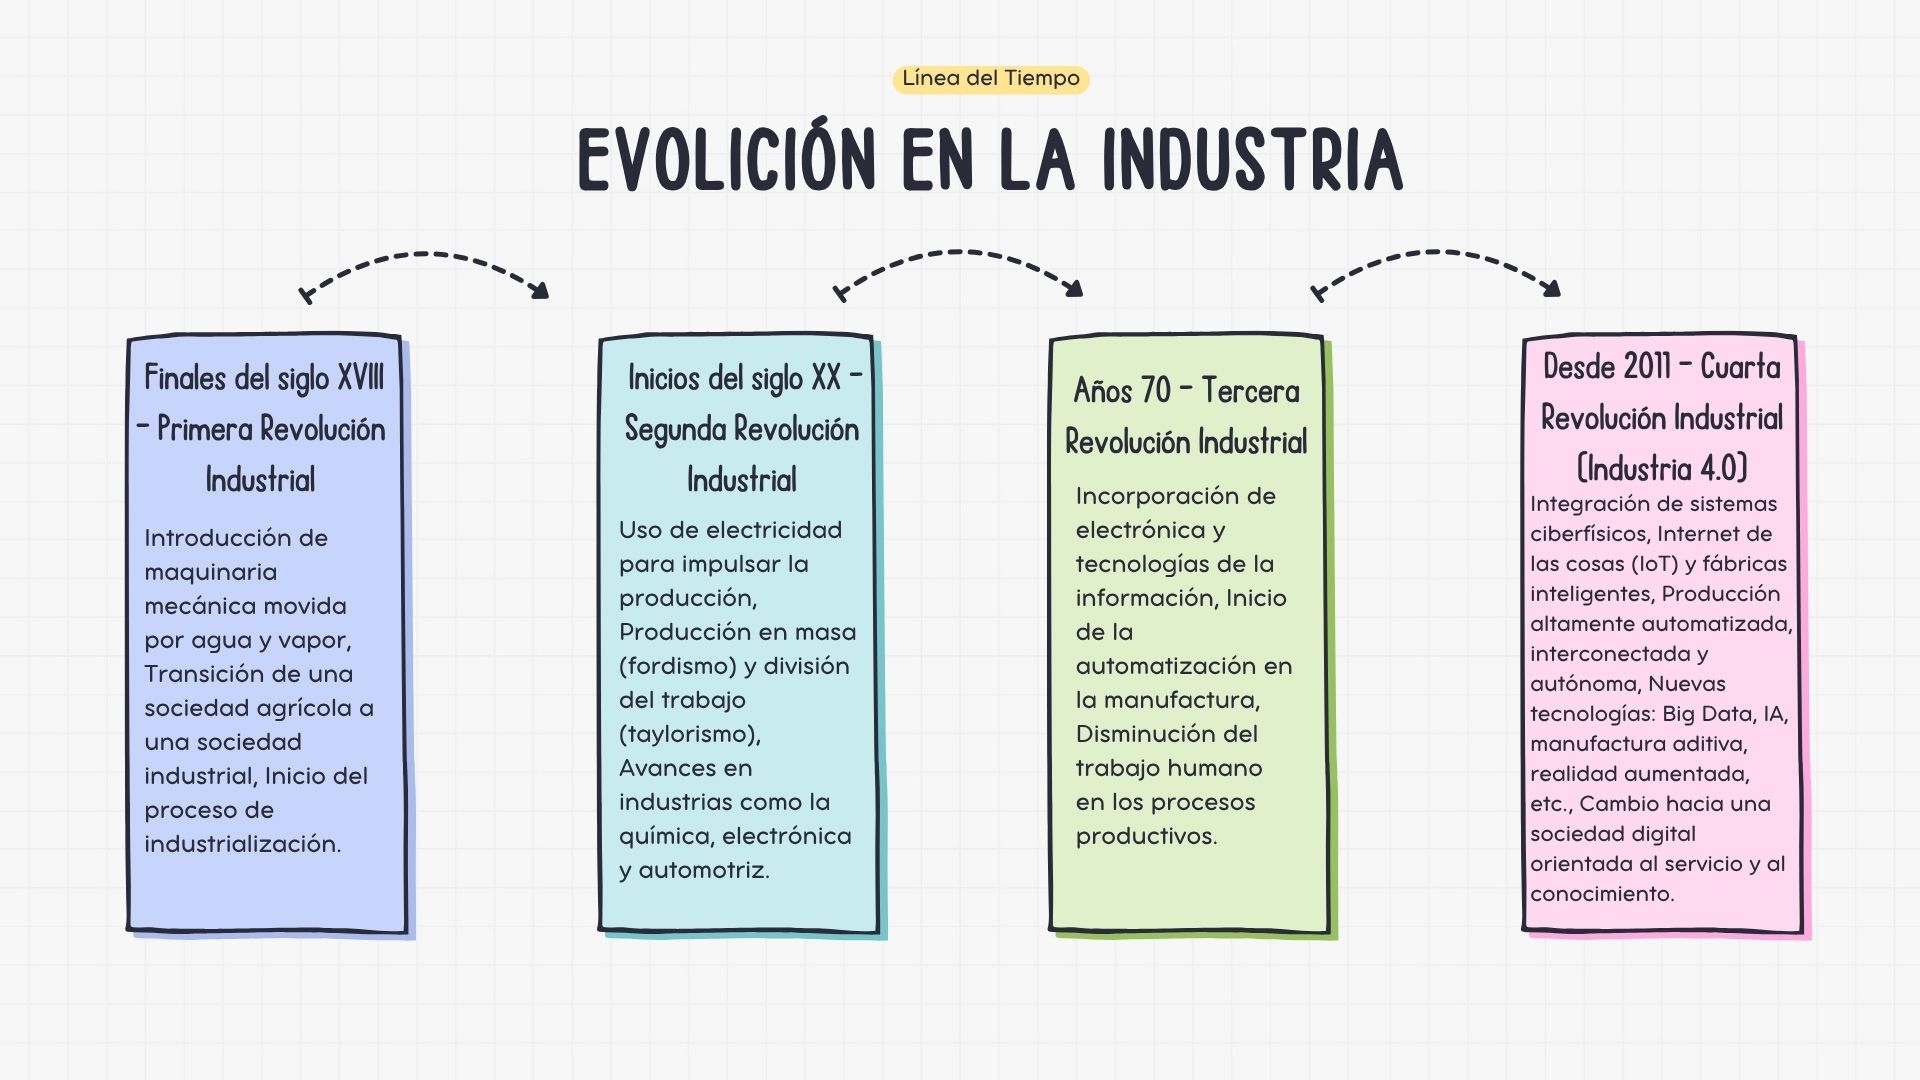 Línea del Tiempo
EVOLICIÓN EN LA INDUSTRIA
Finales del siglo XVIII
- Primera Revolución
Industrial
Introducción de
maquinaria
mecánica movida
por agua y vapor,
Transición de una
sociedad agrícola a
una sociedad
industrial, Inicio del
proceso de
industrialización.
Inicios del siglo XX -
Segunda Revolución
Industrial
Uso de electricidad
para impulsar la
producción,
Producción en masa
(fordismo) y división
del trabajo
(taylorismo),
Avances en
industrias como la
química, electrónica
y automotriz.
Años 70 - Tercera
Revolución Industrial
Incorporación de
electrónica y
tecnologías de la
información, Inicio
de la
automatización en
la manufactura,
Disminución del
trabajo humano
en los procesos
productivos.
Desde 2011 - Cuarta
Revolución Industrial
(Industria 4.0)
Integración de sistemas
ciberfísicos, Internet de
las cosas (IoT) y fábricas
inteligentes, Producción
altamente automatizada,
interconectada y
autónoma, Nuevas
tecnologías: Big Data, IA,
manufactura aditiva,
realidad aumentada,
etc., Cambio hacia una
sociedad digital
orientada al servicio y al
conocimiento.